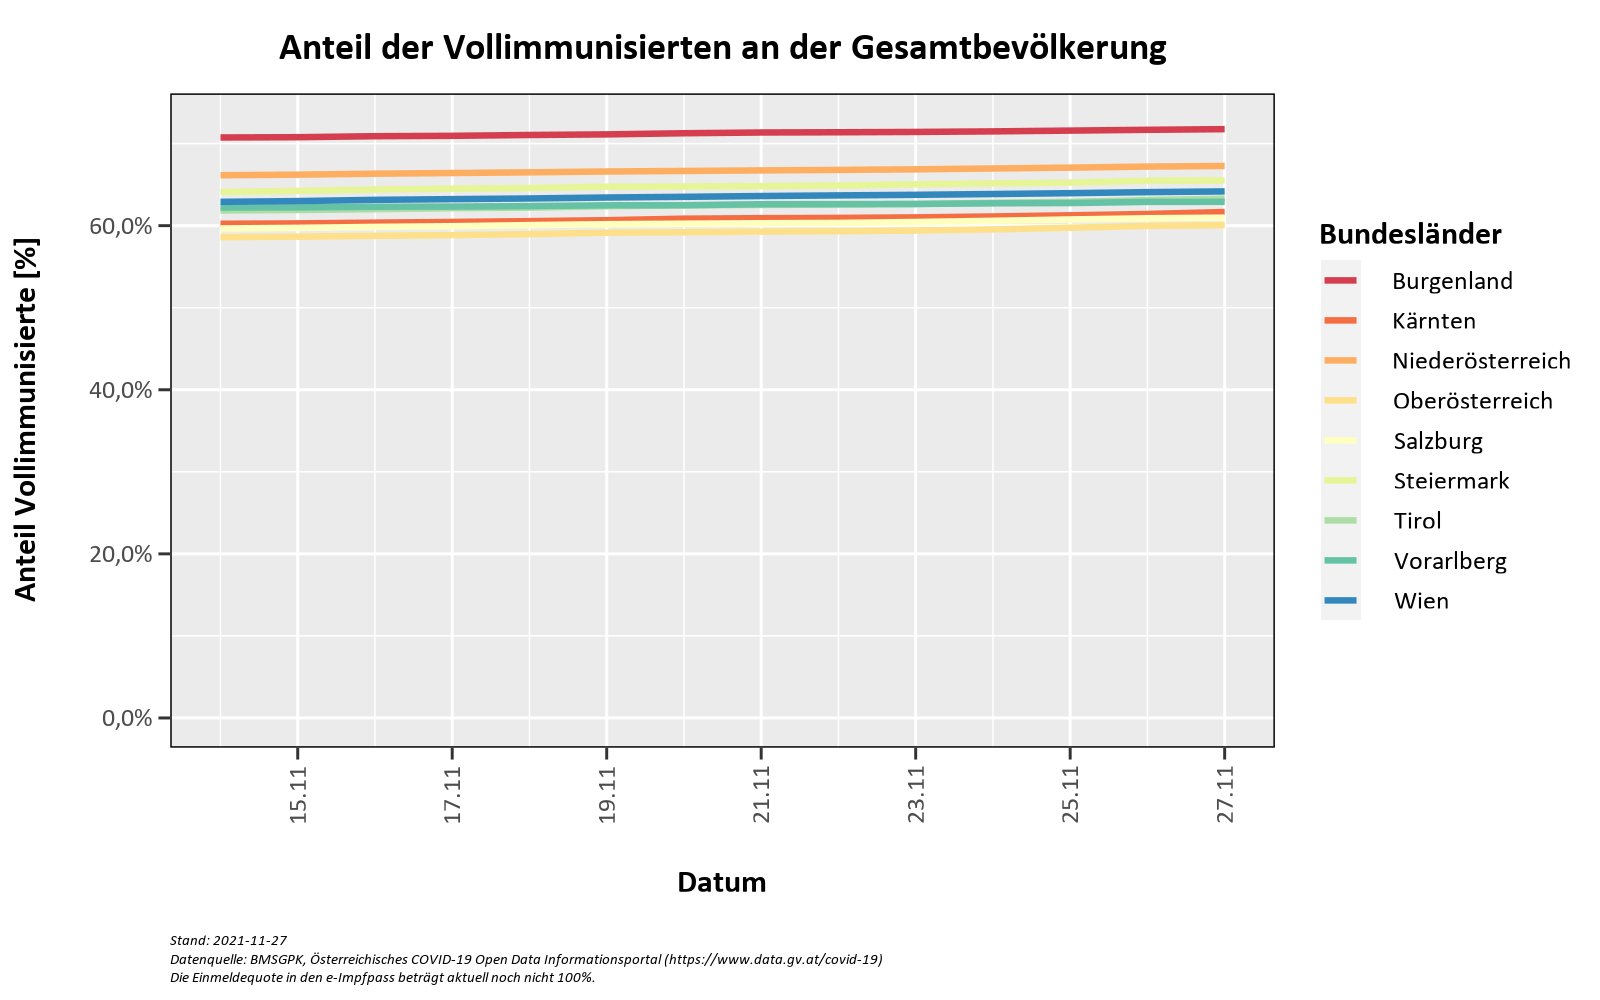 Anteil der Vollimmunisierten an der Gesamtbevölkerung
Anteil Vollimmunisierte [%]
60,0%
40,0%
20,0%
0,0%
15.11
17.11
19.11
21.11
23.11
25.11
27.11
Datum
Bundesländer
Burgenland
Kärnten
Niederösterreich
Oberösterreich
Salzburg
Steiermark
Tirol
Vorarlberg
Wien
Stand: 2021-11-27
Datenquelle: BMSGPK, Österreichisches COVID-19 Open Data Informationsportal (https://www.data.gv.at/covid-19)
Die Einmeldequote in den e-Impfpass beträgt aktuell noch nicht 100%.